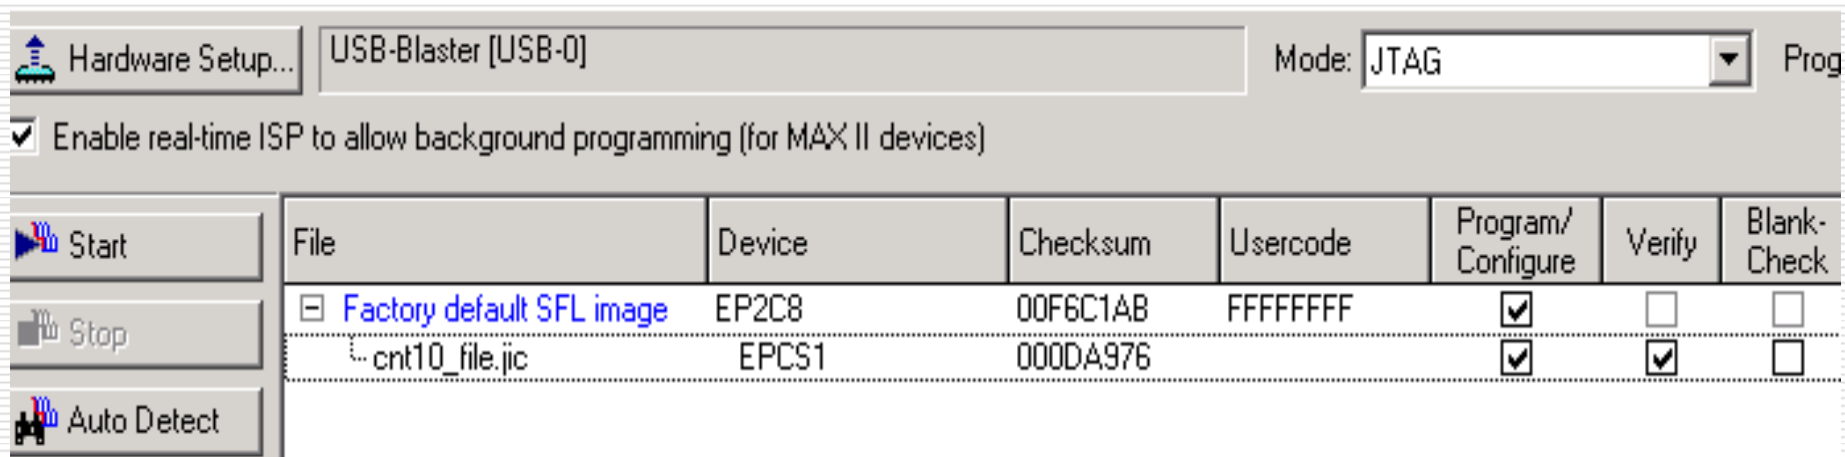 Hardware Setup... USB-Blaster [USB-0] Mode: JTAG Prog
Enable real-time ISP to allow background programming (for MAX II devices)
Start
Stop
Auto Detect
File Device Checksum Usercode Program/ Configure Verify Blank- Check
Factory default SFL image EP2C8 00F6C1AB FFFFFFFF
cnt10_file.jic EPCS1 000DA976